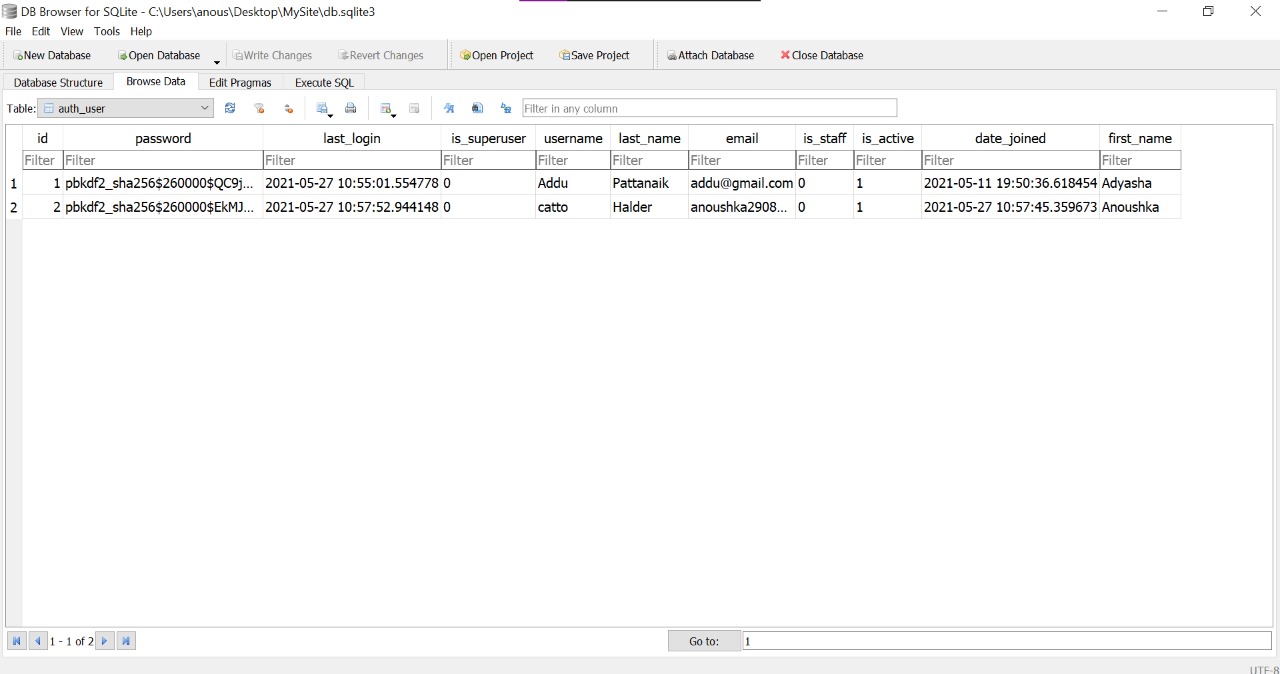 DB Browser for SQLite - C:\Users\anous\Desktop\MySite\db.sqlite3
File Edit View Tools Help
New Database Open Database Write Changes Revert Changes Open Project Save Project Attach Database Close Database
Database Structure Browse Data Edit Pragmas Execute SQL
Table: auth_user Filter in any column
id password last_login is_superuser username last_name email is_staff is_active date_joined first_name
Filter Filter Filter Filter Filter Filter Filter Filter Filter Filter Filter
1 1 pbkdf2_sha256$260000$QC9j... 2021-05-27 10:55:01.554778 0 Addu Pattanaik addu@gmail.com 0 1 2021-05-11 19:50:36.618454 Adyasha
2 2 pbkdf2_sha256$260000$EkMJ... 2021-05-27 10:57:52.944148 0 catto Halder anoushka2908... 0 1 2021-05-27 10:57:45.359673 Anoushka
1 - 1 of 2 Go to: 1
UTF-8